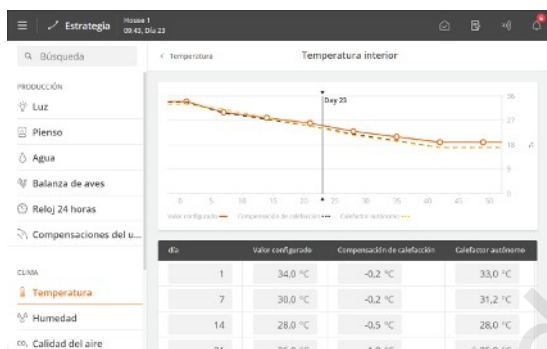 Estrategia
House 1
09:43, Día 23
6
Búsqueda
PRODUCCIÓN
Luz
Pienso
Agua
Balanza de aves
Reloj 24 horas
Compensaciones del u...
CLIMA
Temperatura
Humedad
CO₂ Calidad del aire
< Temperatura
Temperatura interior
Day 23
36
27
18
9
0
0 5 10 15 20 25 30 35 40 45 50
Valor configurado Compensación de calefacción Calefactor autónomo
día Valor configurado Compensación de calefacción Calefactor autónomo
1 34,0 °C -0,2 °C 33,0 °C
7 30,0 °C -0,2 °C 31,2 °C
14 28,0 °C -0,5 °C 28,0 °C